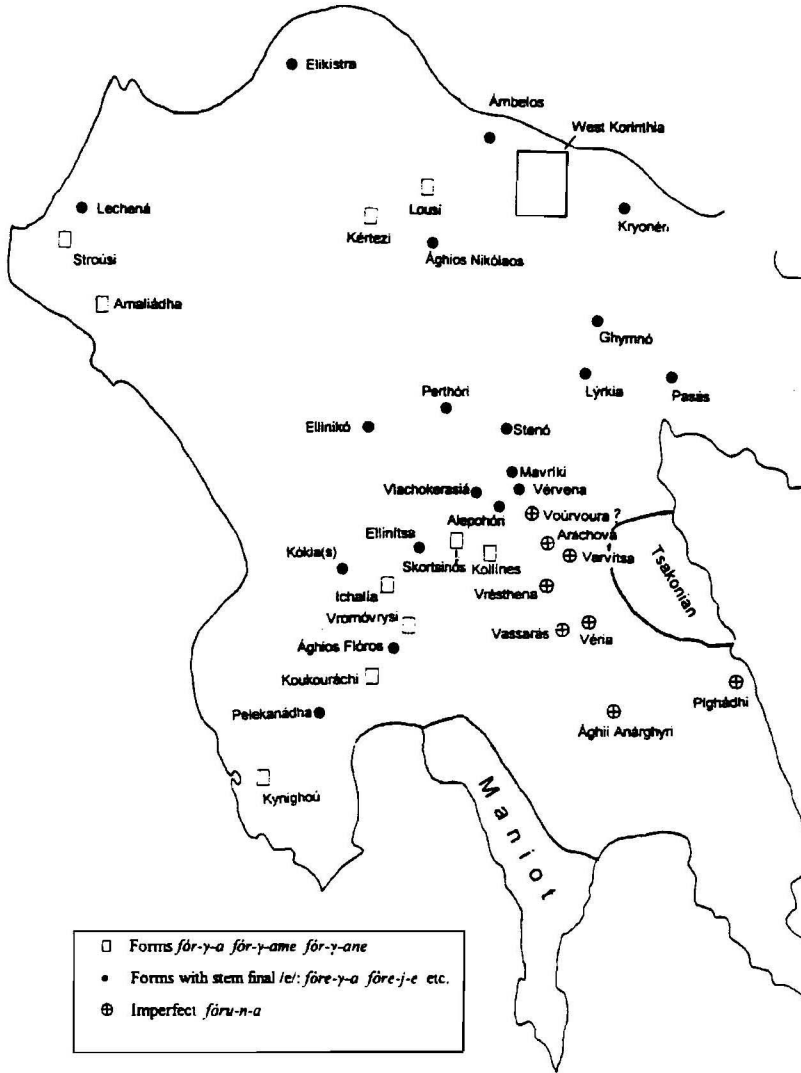 Elikistra
Ámbelos
West Korinthia
Lechaná
Lousí
Kértezi
Kryonéri
Stroúsi
Ághios Nikólaos
Amaliádha
Ghymnó
Lýrkia
Pasás
Perthóri
Ellinikó
Stenó
Mavríki
Vlachokerasiá
Vérvena
Alepohóri
Voúrvoura ?
Arachova
Ellinítsa
Skortsinós
Kollínes
Varvítsa
Kókla(s)
Tsakonian
Ichalía
Vrésthena
Vromóvrysi
Vassarás
Véria
Ághios Flóros
Koukouráchi
Plghádhi
Pelekanádha
Ághii Anárghyri
Kynighoú
Maniot
Forms fór-γ-a fór-γ-ame fór-γ-ane
Forms with stem final /e/: fóre-γ-a fóre-j-e etc.
Imperfect fóru-n-a